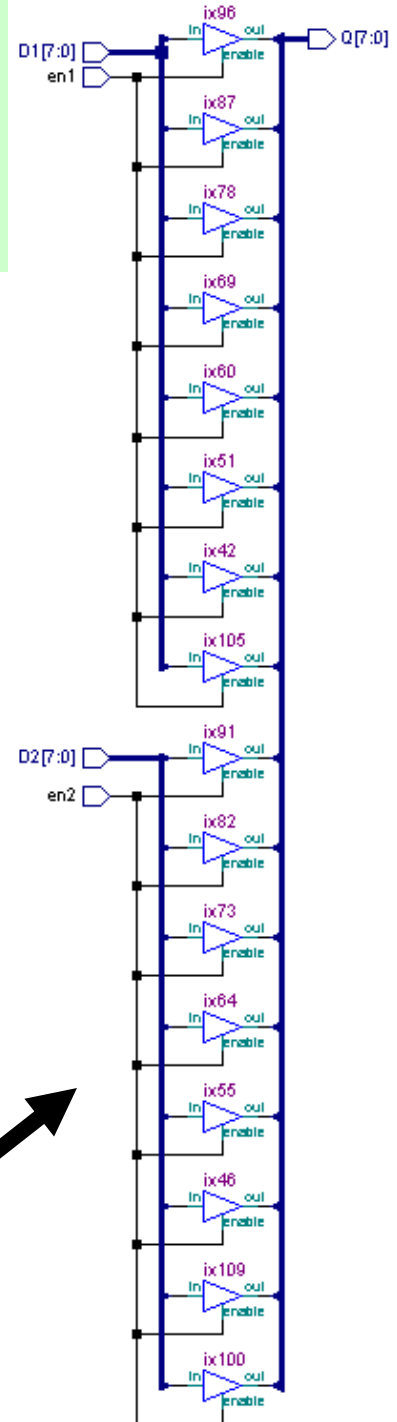 ix96
D1[7:0] in out Q[7:0]
en1 enable
ix87
in out
enable
ix78
in out
enable
ix69
in out
enable
ix60
in out
enable
ix51
in out
enable
ix42
in out
enable
ix105
in out
enable
ix91
D2[7:0] in out
en2 enable
ix82
in out
enable
ix73
in out
enable
ix64
in out
enable
ix55
in out
enable
ix46
in out
enable
ix109
in out
enable
ix100
in out
enable